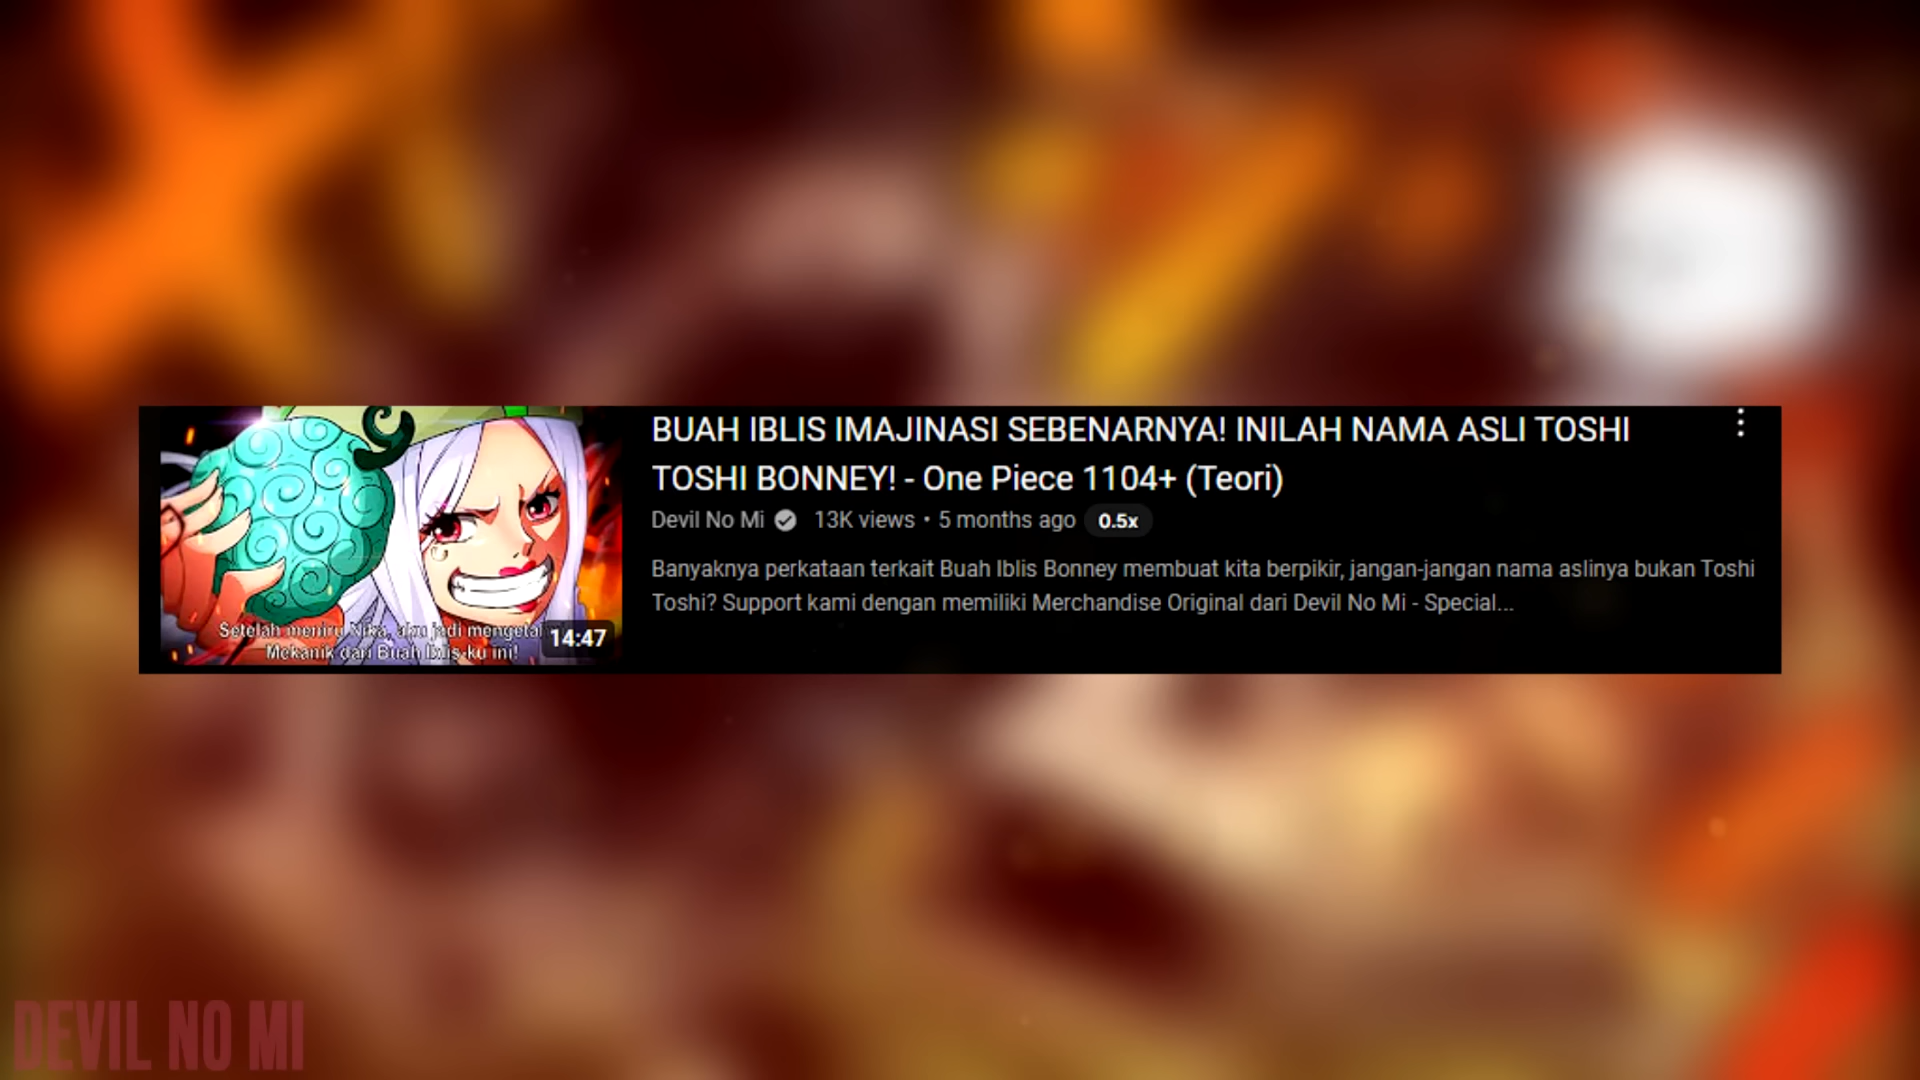 BUAH IBLIS IMAJINASI SEBENARNYA! INILAH NAMA ASLI TOSHI
TOSHI BONNEY! - One Piece 1104+ (Teori)
Devil No Mi 13K views • 5 months ago 0.5x
Banyaknya perkataan terkait Buah Iblis Bonney membuat kita berpikir, jangan-jangan nama aslinya bukan Toshi
Toshi? Support kami dengan memiliki Merchandise Original dari Devil No Mi - Special...
Setelah meniru Nika, aku jadi mengetah
Mekanik dari Buah Iblis-ku ini!
14:47
DEVIL NO MI